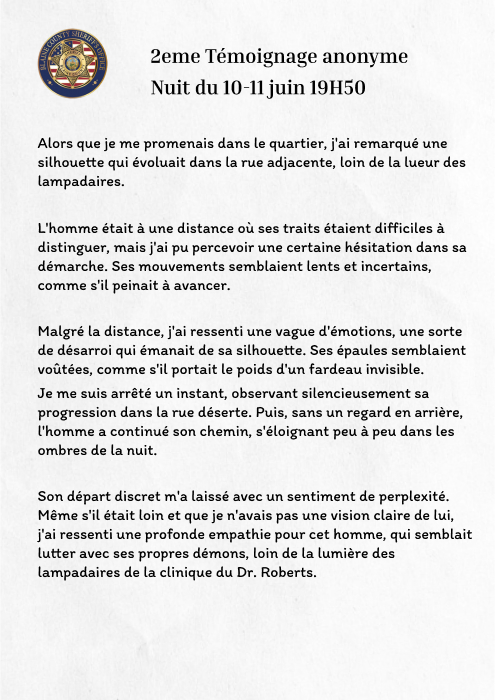 BLAINE COUNTY SHERIFF'S OFFICE
2eme Témoignage anonyme
Nuit du 10-11 juin 19H50
Alors que je me promenais dans le quartier, j'ai remarqué une
silhouette qui évoluait dans la rue adjacente, loin de la lueur des
lampadaires.
L'homme était à une distance où ses traits étaient difficiles à
distinguer, mais j'ai pu percevoir une certaine hésitation dans sa
démarche. Ses mouvements semblaient lents et incertains,
comme s'il peinait à avancer.
Malgré la distance, j'ai ressenti une vague d'émotions, une sorte
de désarroi qui émanait de sa silhouette. Ses épaules semblaient
voûtées, comme s'il portait le poids d'un fardeau invisible.
Je me suis arrêté un instant, observant silencieusement sa
progression dans la rue déserte. Puis, sans un regard en arrière,
l'homme a continué son chemin, s'éloignant peu à peu dans les
ombres de la nuit.
Son départ discret m'a laissé avec un sentiment de perplexité.
Même s'il était loin et que je n'avais pas une vision claire de lui,
j'ai ressenti une profonde empathie pour cet homme, qui semblait
lutter avec ses propres démons, loin de la lumière des
lampadaires de la clinique du Dr. Roberts.